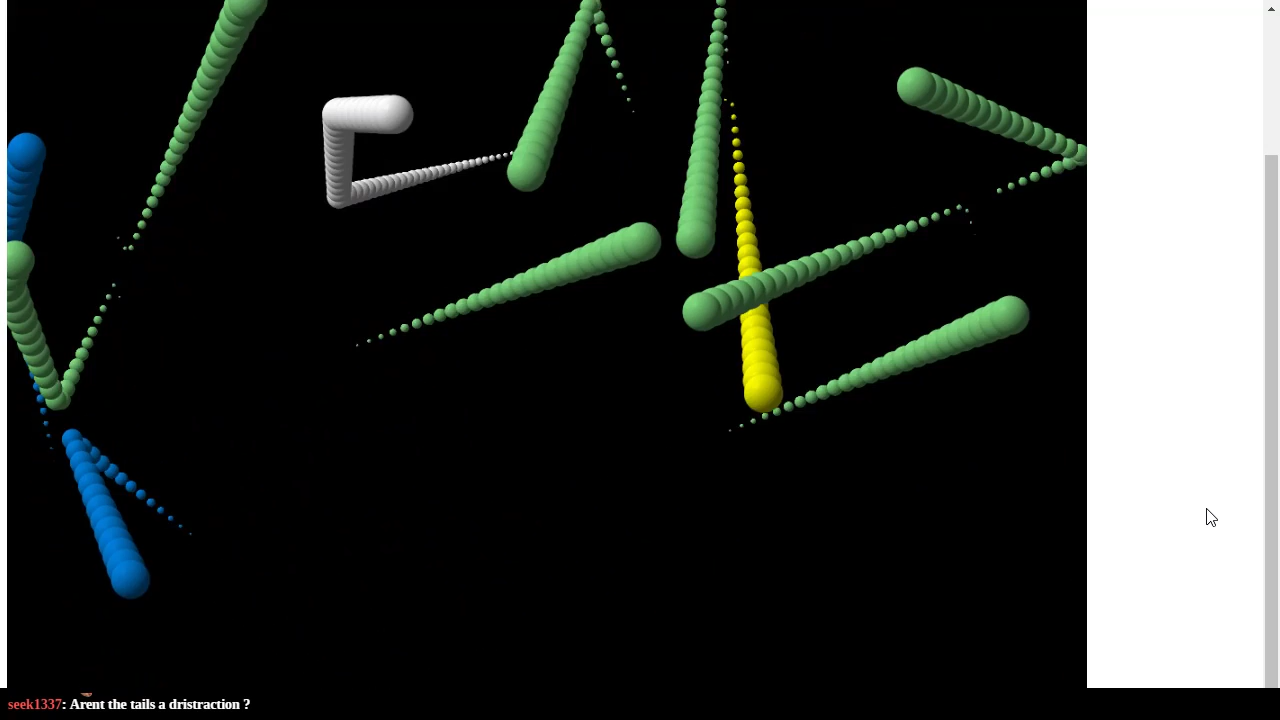 seek1337: Arent the tails a dristraction ?